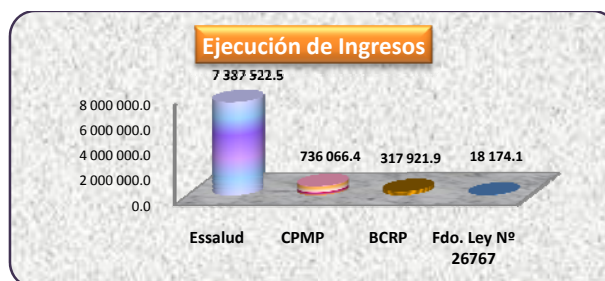 Ejecución de Ingresos
7 387 522.5
8 000 000.0
6 000 000.0
4 000 000.0
2 000 000.0
0.0
736 066.4
317 921.9
18 174.1
Essalud
CPMP
BCRP
Fdo. Ley Nº
26767